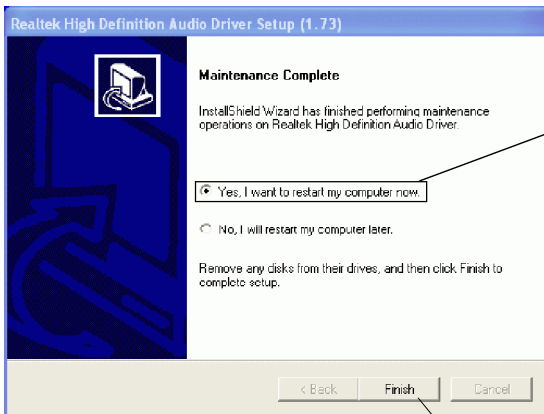 Realtek High Definition Audio Driver Setup (1.73)
Maintenance Complete
InstallShield Wizard has finished performing maintenance
operations on Realtek High Definition Audio Driver.
Yes, I want to restart my computer now.
No, I will restart my computer later.
Remove any disks from their drives, and then click Finish to
complete setup.
< Back Finish Cancel